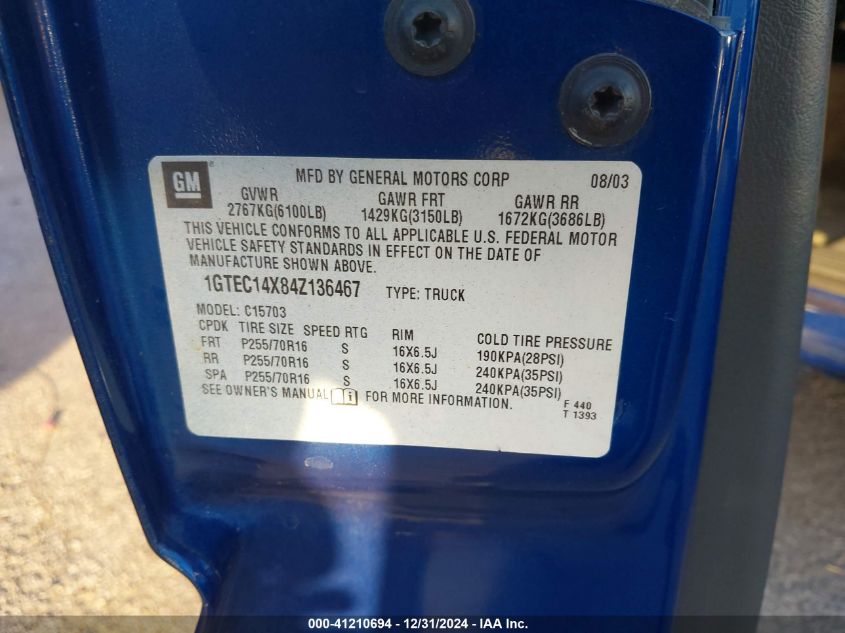 GM
MFD BY GENERAL MOTORS CORP 08/03
GVWR GAWR FRT GAWR RR
2767KG(6100LB) 1429KG(3150LB) 1672KG(3686LB)
THIS VEHICLE CONFORMS TO ALL APPLICABLE U.S. FEDERAL MOTOR
VEHICLE SAFETY STANDARDS IN EFFECT ON THE DATE OF
MANUFACTURE SHOWN ABOVE.
1GTEC14X84Z136467 TYPE: TRUCK
MODEL: C15703
CPDK TIRE SIZE SPEED RTG RIM COLD TIRE PRESSURE
FRT P255/70R16 S 16X6.5J 190KPA(28PSI)
RR P255/70R16 S 16X6.5J 240KPA(35PSI)
SPA P255/70R16 S 16X6.5J 240KPA(35PSI)
SEE OWNER'S MANUAL i FOR MORE INFORMATION.
F 440
T 1393
000-41210694 - 12/31/2024 - IAA Inc.